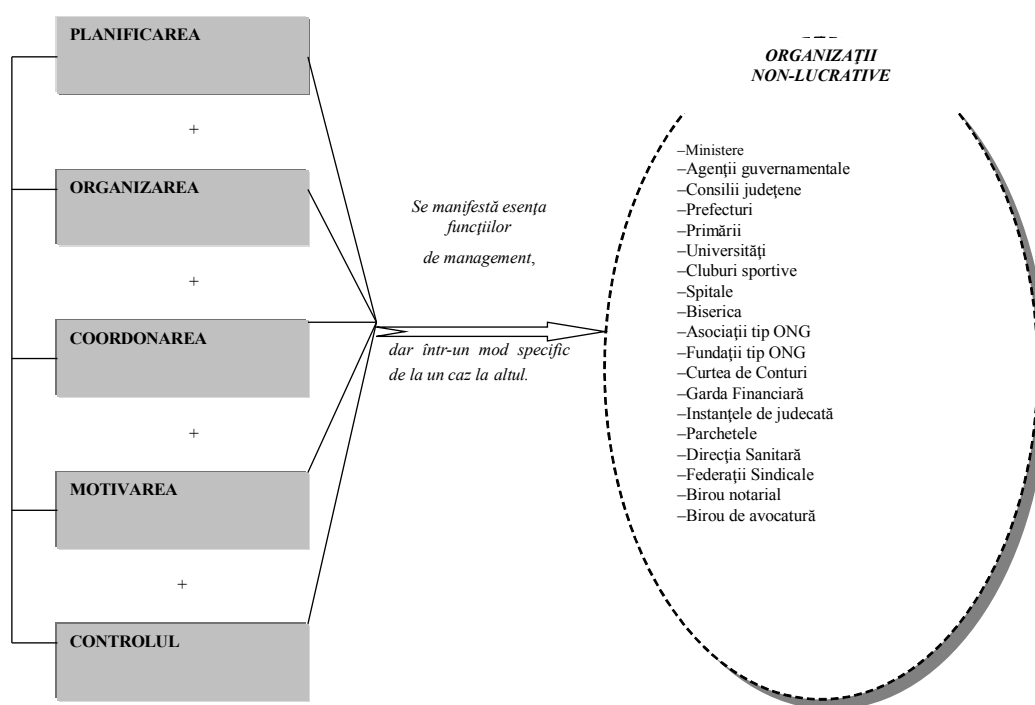 PLANIFICAREA
+
ORGANIZAREA
+
COORDONAREA
+
MOTIVAREA
+
CONTROLUL
Se manifestă esenţa
funcţiilor
de management,
dar într-un mod specific
de la un caz la altul.
ORGANIZAŢII
NON-LUCRATIVE
–Ministere
–Agenţii guvernamentale
–Consilii judeţene
–Prefecturi
–Primării
–Universităţi
–Cluburi sportive
–Spitale
–Biserica
–Asociaţii tip ONG
–Fundaţii tip ONG
–Curtea de Conturi
–Garda Financiară
–Instanţele de judecată
–Parchetele
–Direcţia Sanitară
–Federaţii Sindicale
–Birou notarial
–Birou de avocatură